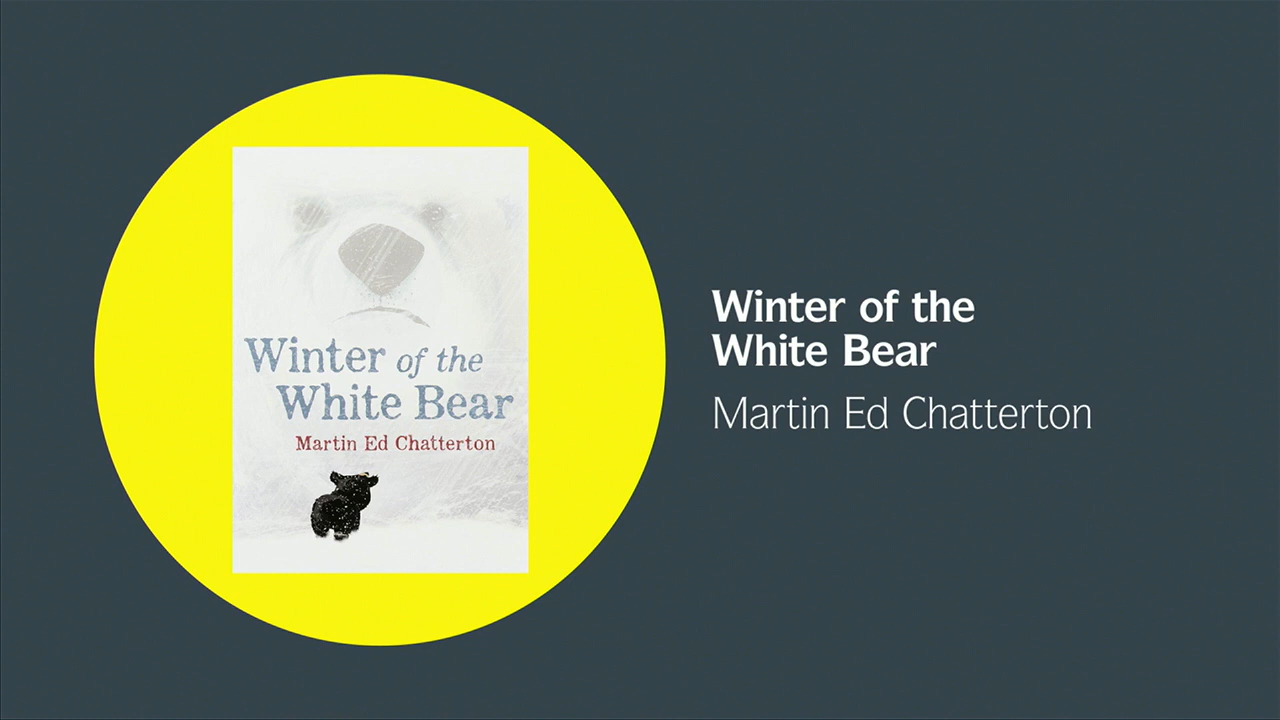 Winter of the
White Bear
Martin Ed Chatterton
Winter of the
White Bear
Martin Ed Chatterton